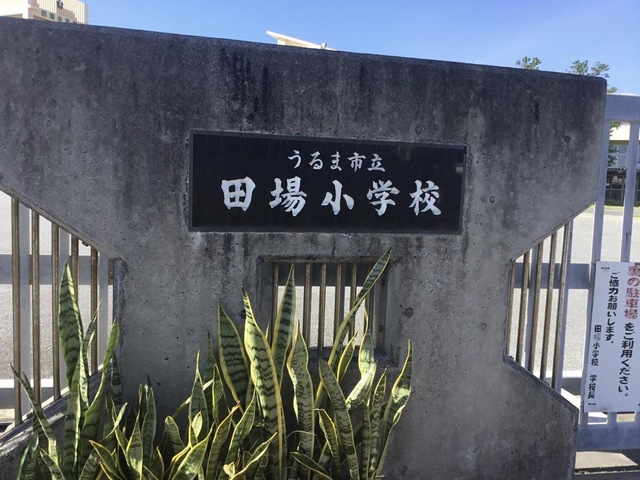 うるま市立
田場小学校
裏の駐車場をご利用ください。
ご協力お願いします。
田場小学校 学校長